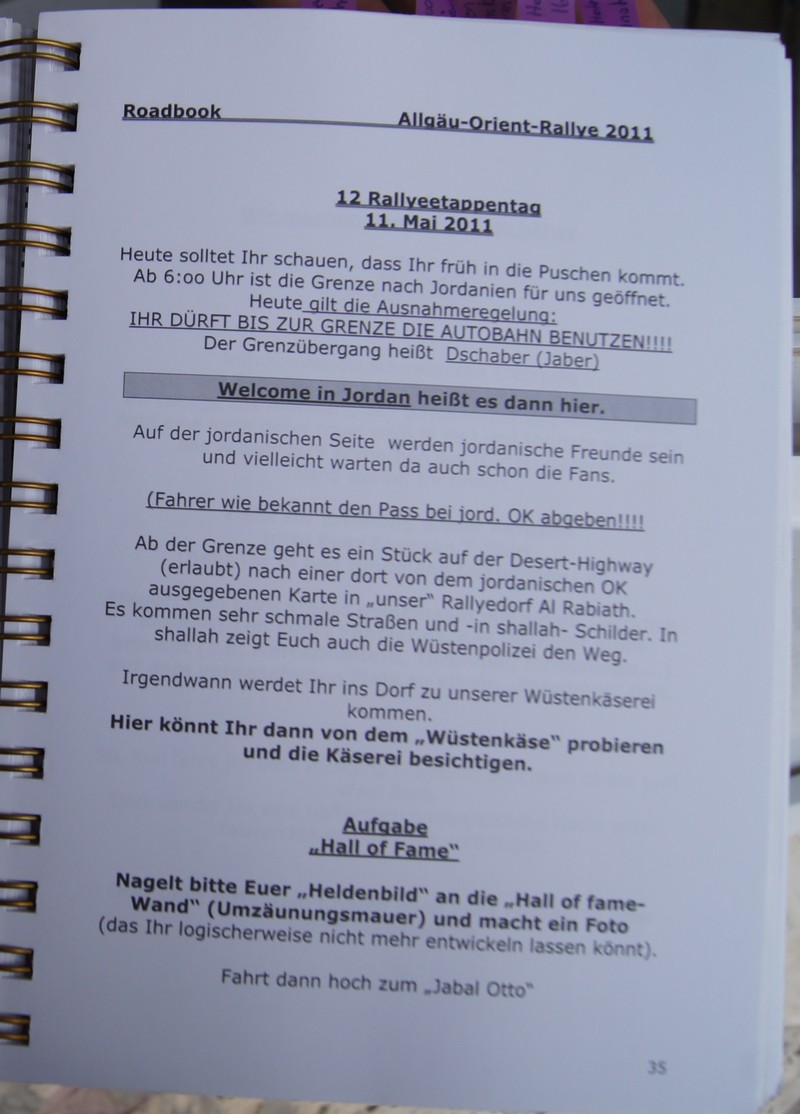 Roadbook Allgäu-Orient-Rallye 2011
12 Rallyeetappentag
11. Mai 2011
Heute solltet Ihr schauen, dass Ihr früh in die Puschen kommt.
Ab 6:oo Uhr ist die Grenze nach Jordanien für uns geöffnet.
Heute gilt die Ausnahmeregelung:
IHR DÜRFT BIS ZUR GRENZE DIE AUTOBAHN BENUTZEN!!!!
Der Grenzübergang heißt Dschaber (Jaber)
Welcome in Jordan heißt es dann hier.
Auf der jordanischen Seite werden jordanische Freunde sein
und vielleicht warten da auch schon die Fans.
(Fahrer wie bekannt den Pass bei jord. OK abgeben!!!!
Ab der Grenze geht es ein Stück auf der Desert-Highway
(erlaubt) nach einer dort von dem jordanischen OK
ausgegebenen Karte in „unser" Rallyedorf Al Rabiath.
Es kommen sehr schmale Straßen und -in shallah- Schilder. In
shallah zeigt Euch auch die Wüstenpolizei den Weg.
Irgendwann werdet Ihr ins Dorf zu unserer Wüstenkäserei
kommen.
Hier könnt Ihr dann von dem „Wüstenkäse" probieren
und die Käserei besichtigen.
Aufgabe
„Hall of Fame"
Nagelt bitte Euer „Heldenbild" an die „Hall of fame-
Wand" (Umzäunungsmauer) und macht ein Foto
(das Ihr logischerweise nicht mehr entwickeln lassen könnt).
Fahrt dann hoch zum „Jabal Otto"
35